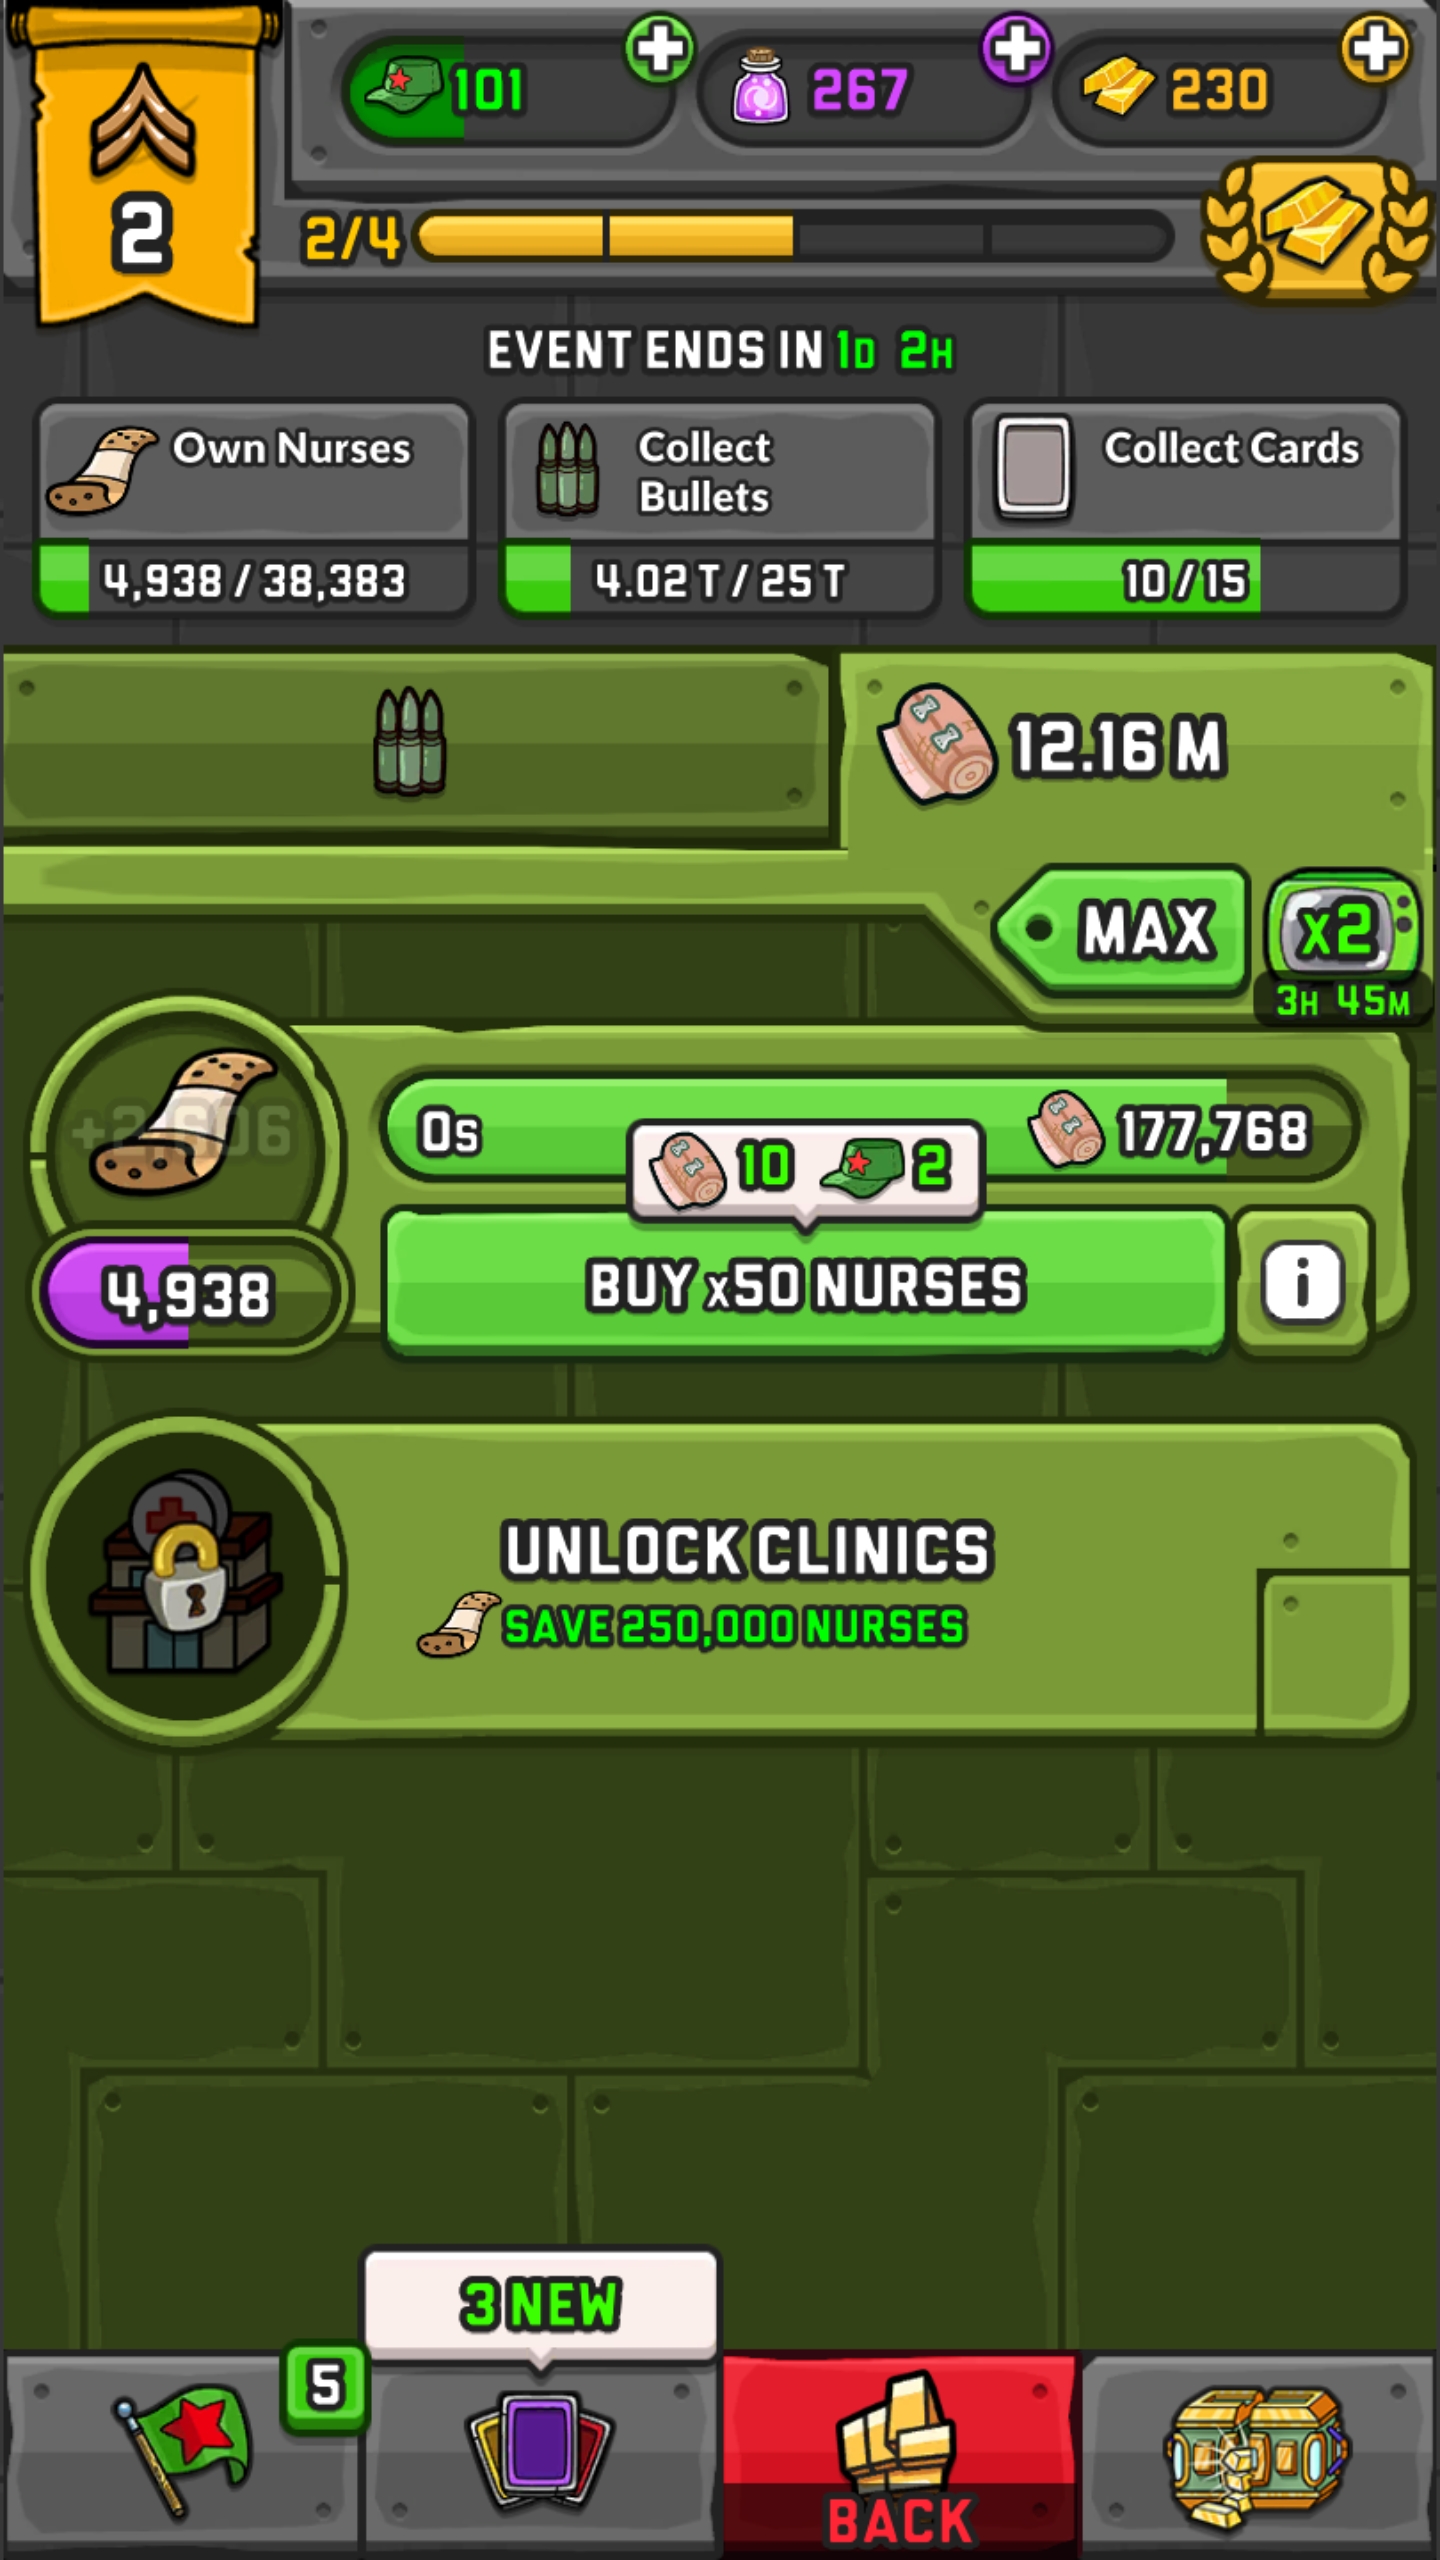 101
267
230
2
2/4
EVENT ENDS IN 1D 2H
Own Nurses
4,938 / 38,383
Collect
Bullets
4.02 T / 25 T
Collect Cards
10 / 15
12.16 M
MAX
x2
3H 45M
+2,606
0s
177,768
10
2
4,938
BUY x50 NURSES
i
UNLOCK CLINICS
SAVE 250,000 NURSES
3 NEW
5
BACK